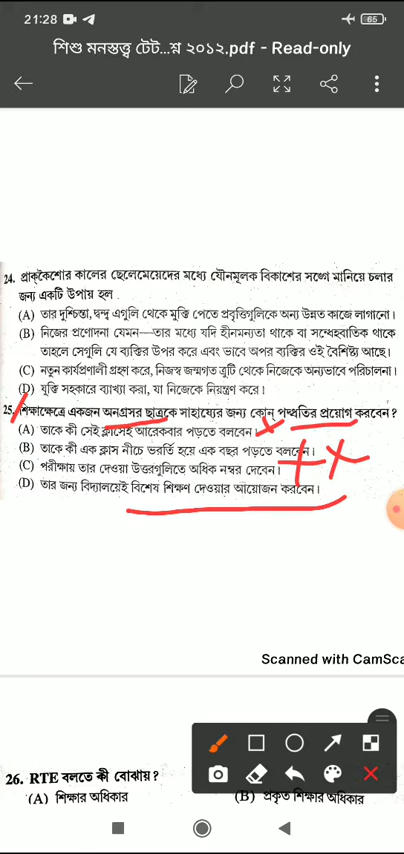 21:28
65
শিশু মনস্তত্ত্ব টেট...শ্ন ২০১২.pdf - Read-only
24. প্রাক্‌কৈশোর কালের ছেলেমেয়েদের মধ্যে যৌনমূলক বিকাশের সঙ্গে মানিয়ে চলার
জন্য একটি উপায় হল
(A) তার দুশ্চিন্তা, দ্বন্দ্ব এগুলি থেকে মুক্তি পেতে প্রবৃত্তিগুলিকে অন্য উন্নত কাজে লাগানো।
(B) নিজের প্রণোদনা যেমন—তার মধ্যে যদি হীনমন্যতা থাকে বা সন্দেহবাতিক থাকে
তাহলে সেগুলি যে ব্যক্তির উপর করে এবং ভাবে অপর ব্যক্তির ওই বৈশিষ্ট্য আছে।
(C) নতুন কার্যপ্রণালী গ্রহণ করে, নিজস্ব জন্মগত ত্রুটি থেকে নিজেকে অন্যভাবে পরিচালনা।
(D) যুক্তি সহকারে ব্যাখ্যা করা, যা নিজেকে নিয়ন্ত্রণ করে।
25. শিক্ষাক্ষেত্রে একজন অনগ্রসর ছাত্রকে সাহায্যের জন্য কোন্ পদ্ধতির প্রয়োগ করবেন?
(A) তাকে কী সেই ক্লাসেই আরেকবার পড়তে বলবেন।
(B) তাকে কী এক ক্লাস নীচে ভরতি হয়ে এক বছর পড়তে বলবেন।
(C) পরীক্ষায় তার দেওয়া উত্তরগুলিতে অধিক নম্বর দেবেন।
(D) তার জন্য বিদ্যালয়েই বিশেষ শিক্ষণ দেওয়ার আয়োজন করবেন।
Scanned with CamSca
26. RTE বলতে কী বোঝায়?
(A) শিক্ষার অধিকার
(B) প্রকৃত শিক্ষার অধিকার